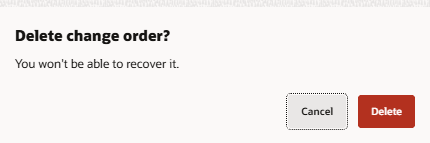 Delete change order?
You won't be able to recover it.
Cancel
Delete